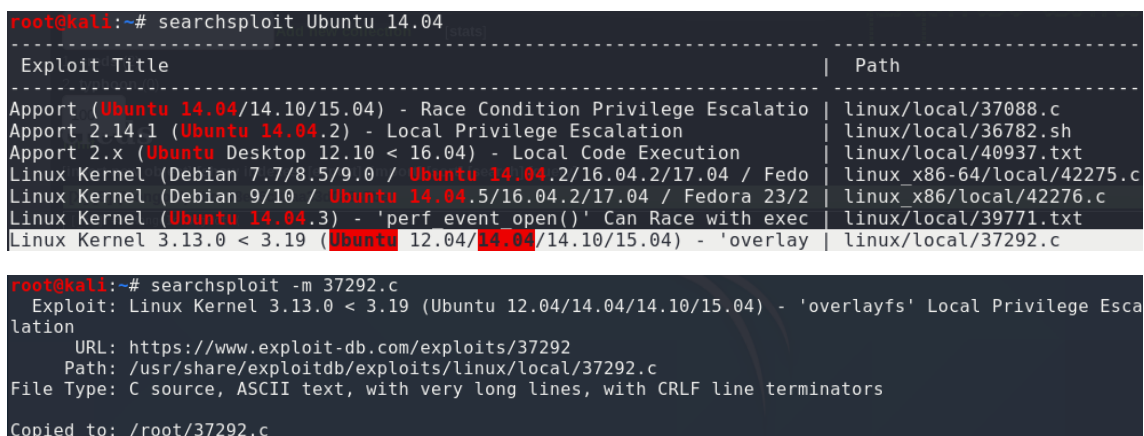 root@kali:~# searchsploit Ubuntu 14.04
Exploit Title | Path
Apport (Ubuntu 14.04/14.10/15.04) - Race Condition Privilege Escalatio | linux/local/37088.c
Apport 2.14.1 (Ubuntu 14.04.2) - Local Privilege Escalation | linux/local/36782.sh
Apport 2.x (Ubuntu Desktop 12.10 < 16.04) - Local Code Execution | linux/local/40937.txt
Linux Kernel (Debian 7.7/8.5/9.0 / Ubuntu 14.04.2/16.04.2/17.04 / Fedo | linux_x86-64/local/42275.c
Linux Kernel (Debian 9/10 / Ubuntu 14.04.5/16.04.2/17.04 / Fedora 23/2 | linux_x86/local/42276.c
Linux Kernel (Ubuntu 14.04.3) - 'perf_event_open()' Can Race with exec | linux/local/39771.txt
Linux Kernel 3.13.0 < 3.19 (Ubuntu 12.04/14.04/14.10/15.04) - 'overlay | linux/local/37292.c
root@kali:~# searchsploit -m 37292.c
Exploit: Linux Kernel 3.13.0 < 3.19 (Ubuntu 12.04/14.04/14.10/15.04) - 'overlayfs' Local Privilege Esca
lation
URL: https://www.exploit-db.com/exploits/37292
Path: /usr/share/exploitdb/exploits/linux/local/37292.c
File Type: C source, ASCII text, with very long lines, with CRLF line terminators
Copied to: /root/37292.c